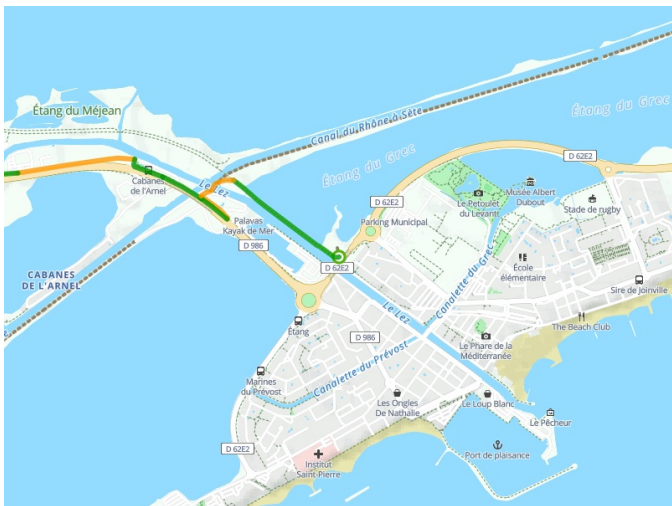 Étang du Méjean
Canal du Rhône à Sète
Étang du Grec
Étang du Grec
D 62E2
Cabanes
de l'Arnel
Le Lez
Le Petoulet
du Levant
Musée Albert
Dubout
Stade de rugby
D 62E2
Parking Municipal
Palavas
Kayak de Mer
D 986
D 62E2
CABANES
DE L'ARNEL
École
élémentaire
Sire de Joinville
Canalette du Grec
Le Lez
The Beach Club
Étang
D 986
Le Phare de la
Méditerranée
Canalette du Prévost
Marines
du Prévost
Les Ongles
De Nathalie
Le Loup Blanc
Le Pêcheur
D 62E2
Institut
Saint-Pierre
Port de plaisance